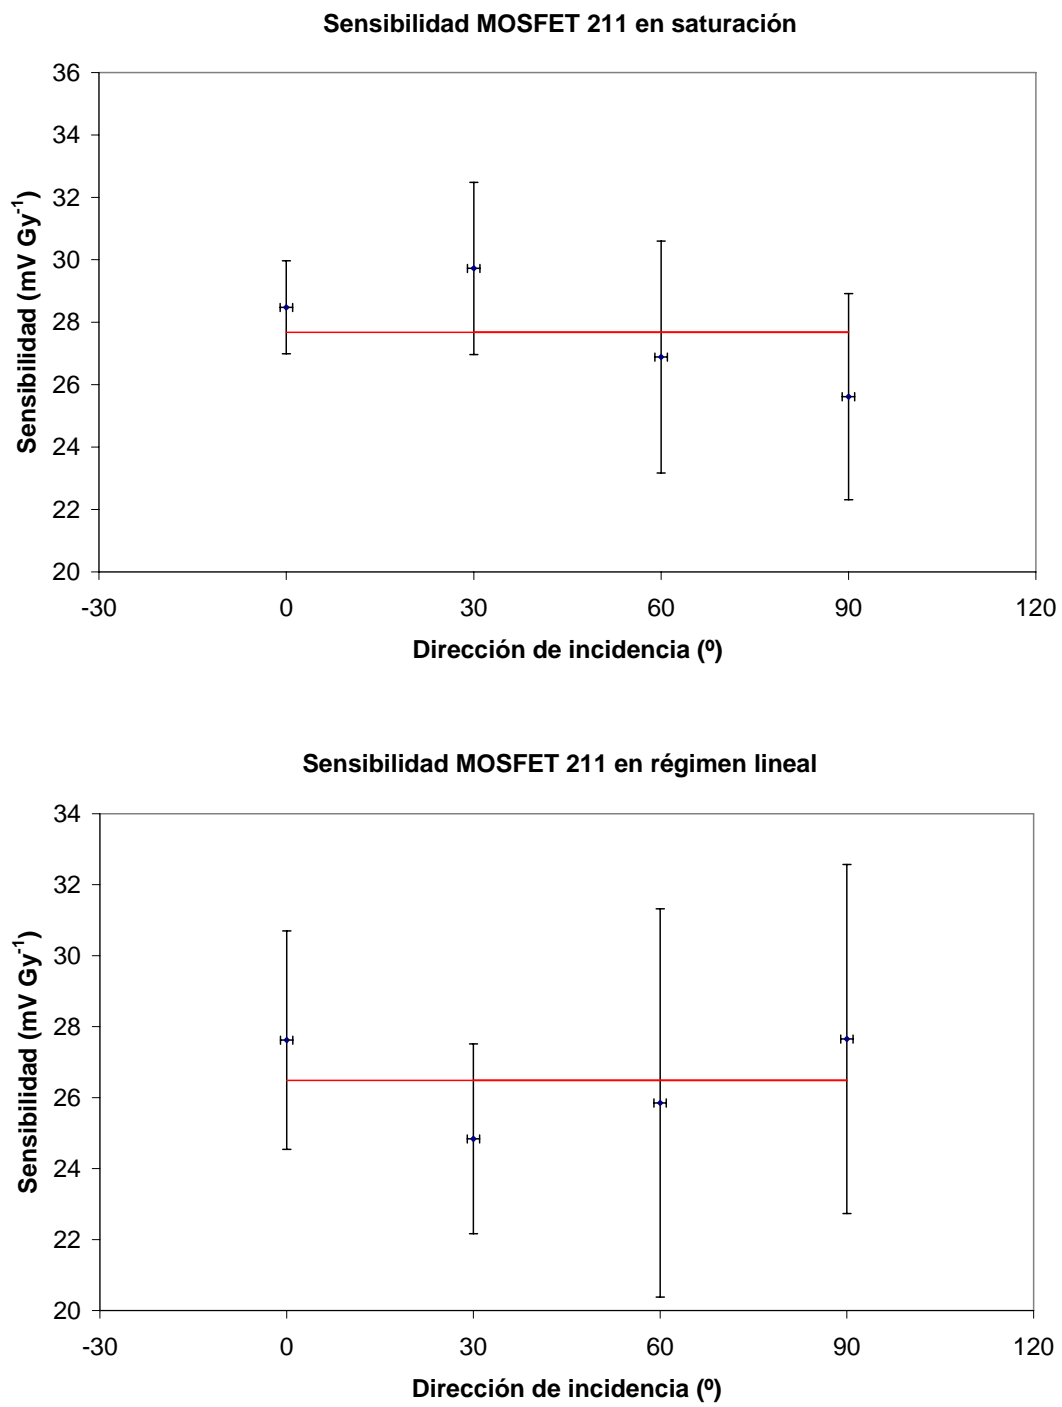 Sensibilidad MOSFET 211 en saturación
36
34
32
30
28
26
24
22
20
Sensibilidad (mV Gy⁻¹)
-30 0 30 60 90 120
Dirección de incidencia (º)
Sensibilidad MOSFET 211 en régimen lineal
34
32
30
28
26
24
22
20
Sensibilidad (mV Gy⁻¹)
-30 0 30 60 90 120
Dirección de incidencia (º)